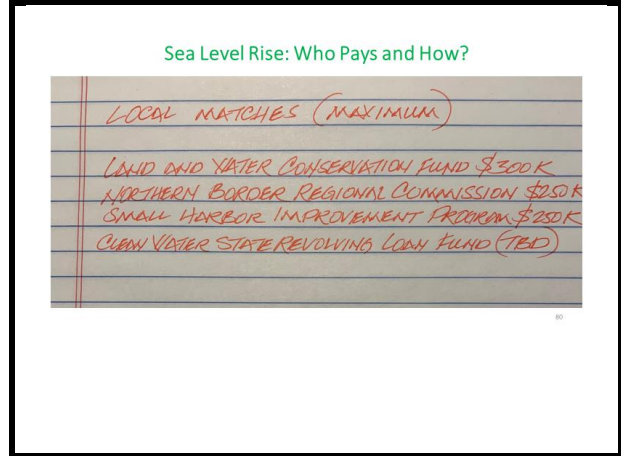 Sea Level Rise: Who Pays and How?
LOCAL MATCHES (MAXIMUM)
LAND AND WATER CONSERVATION FUND $300K
NORTHERN BORDER REGIONAL COMMISSION $250K
SMALL HARBOR IMPROVEMENT PROGRAM $250K
CLEAN WATER STATE REVOLVING LOAN FUND (TBD)
80